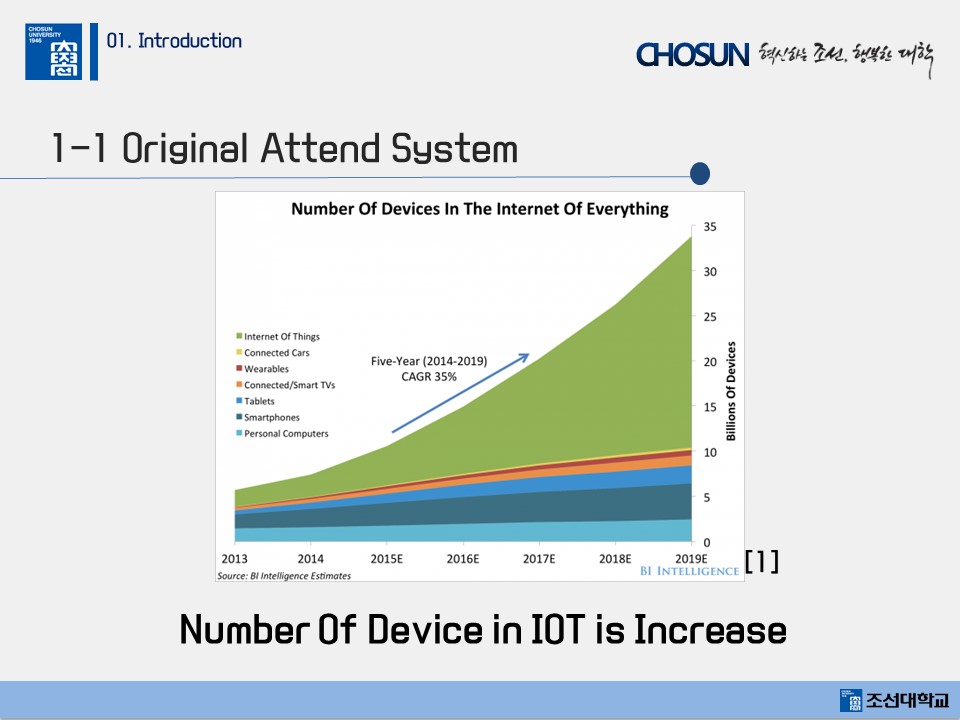 CHOSUN
UNIVERSITY
1946
01. Introduction
CHOSUN 혁신하는 조선, 행복한 대학
1-1 Original Attend System
Number Of Devices In The Internet Of Everything
35
30
25
20
15
10
5
0
Billions Of Devices
Internet Of Things
Connected Cars
Wearables
Connected/Smart TVs
Tablets
Smartphones
Personal Computers
Five-Year (2014-2019)
CAGR 35%
2013 2014 2015E 2016E 2017E 2018E 2019E
Source: BI Intelligence Estimates
BI INTELLIGENCE
[1]
Number Of Device in IOT is Increase
조선대학교